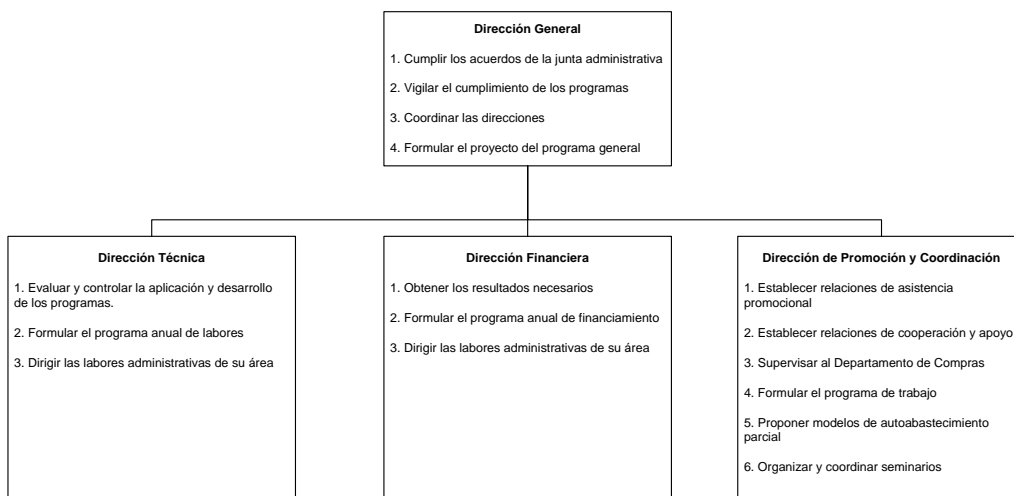 Dirección General
1. Cumplir los acuerdos de la junta administrativa
2. Vigilar el cumplimiento de los programas
3. Coordinar las direcciones
4. Formular el proyecto del programa general
Dirección Técnica
1. Evaluar y controlar la aplicación y desarrollo
de los programas.
2. Formular el programa anual de labores
3. Dirigir las labores administrativas de su área
Dirección Financiera
1. Obtener los resultados necesarios
2. Formular el programa anual de financiamiento
3. Dirigir las labores administrativas de su área
Dirección de Promoción y Coordinación
1. Establecer relaciones de asistencia
promocional
2. Establecer relaciones de cooperación y apoyo
3. Supervisar al Departamento de Compras
4. Formular el programa de trabajo
5. Proponer modelos de autoabastecimiento
parcial
6. Organizar y coordinar seminarios